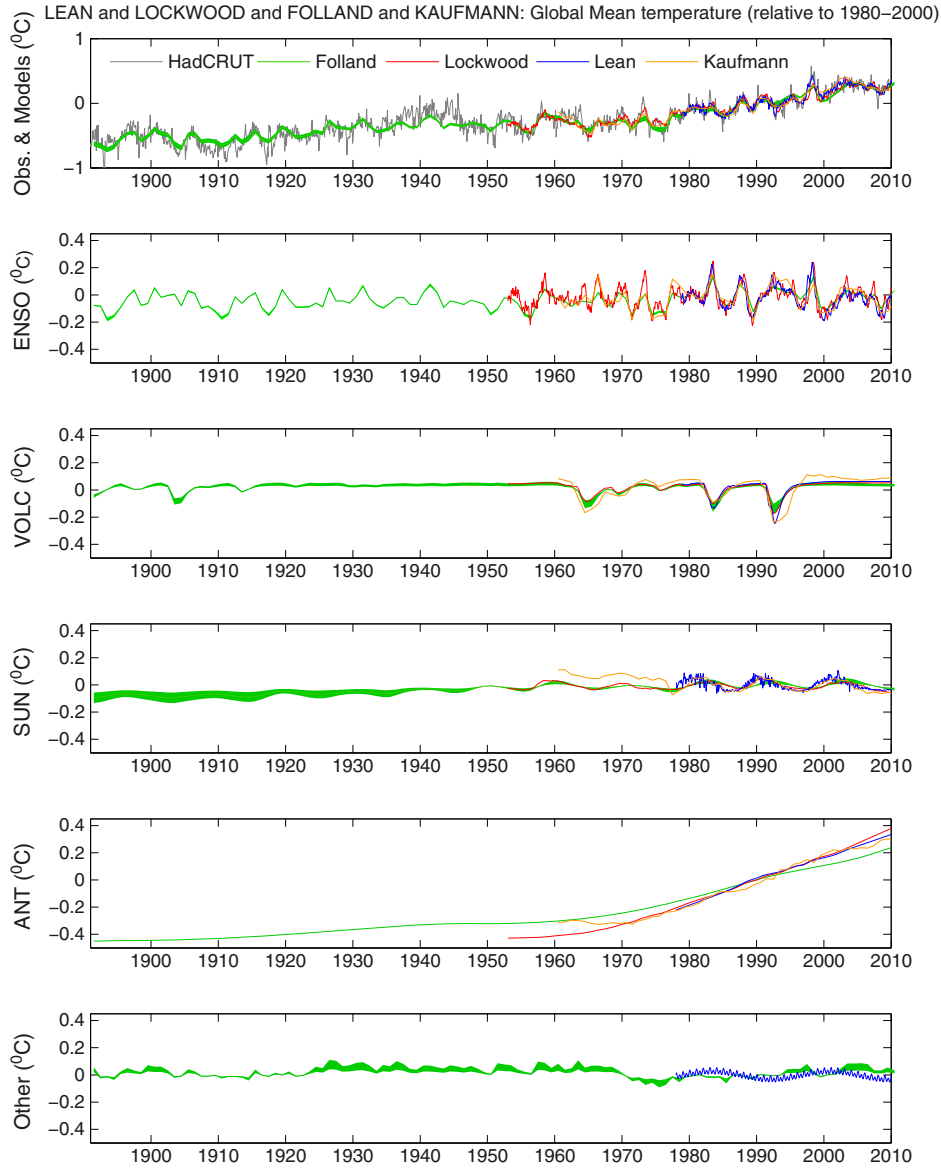 LEAN and LOCKWOOD and FOLLAND and KAUFMANN: Global Mean temperature (relative to 1980–2000)
Obs. & Models (⁰C)
1
0
−1
HadCRUT Folland Lockwood Lean Kaufmann
1900 1910 1920 1930 1940 1950 1960 1970 1980 1990 2000 2010
ENSO (⁰C)
0.4
0.2
0
−0.2
−0.4
1900 1910 1920 1930 1940 1950 1960 1970 1980 1990 2000 2010
VOLC (⁰C)
0.4
0.2
0
−0.2
−0.4
1900 1910 1920 1930 1940 1950 1960 1970 1980 1990 2000 2010
SUN (⁰C)
0.4
0.2
0
−0.2
−0.4
1900 1910 1920 1930 1940 1950 1960 1970 1980 1990 2000 2010
ANT (⁰C)
0.4
0.2
0
−0.2
−0.4
1900 1910 1920 1930 1940 1950 1960 1970 1980 1990 2000 2010
Other (⁰C)
0.4
0.2
0
−0.2
−0.4
1900 1910 1920 1930 1940 1950 1960 1970 1980 1990 2000 2010